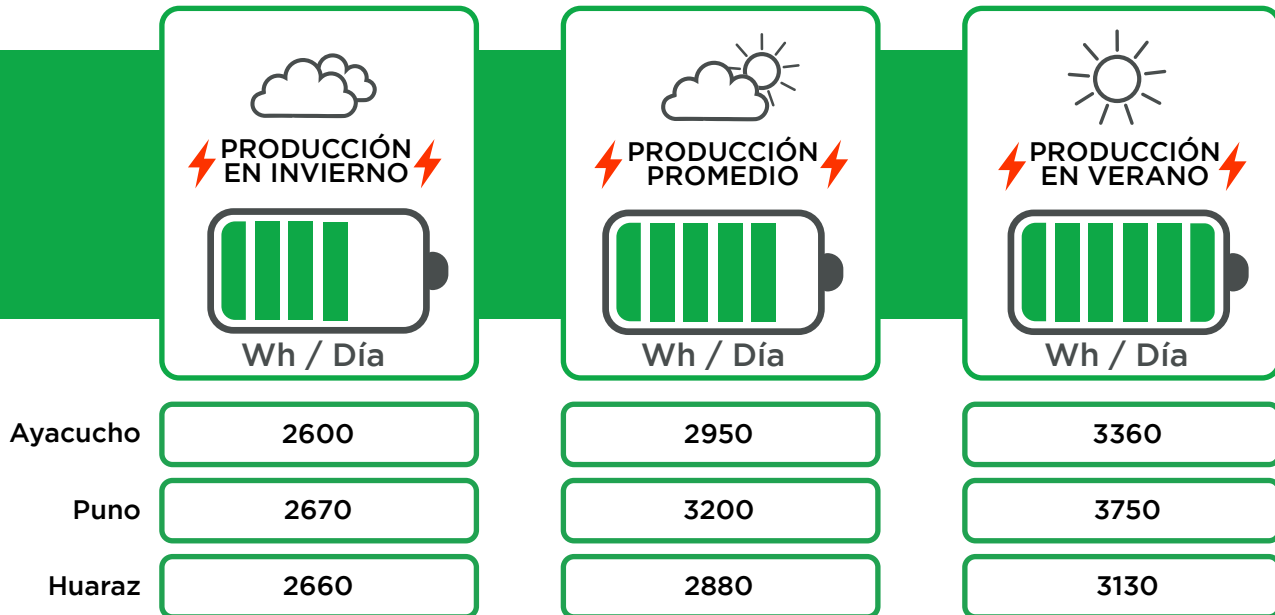 PRODUCCIÓN
EN INVIERNO
Wh / Día
PRODUCCIÓN
PROMEDIO
Wh / Día
PRODUCCIÓN
EN VERANO
Wh / Día
Ayacucho 2600 2950 3360
Puno 2670 3200 3750
Huaraz 2660 2880 3130